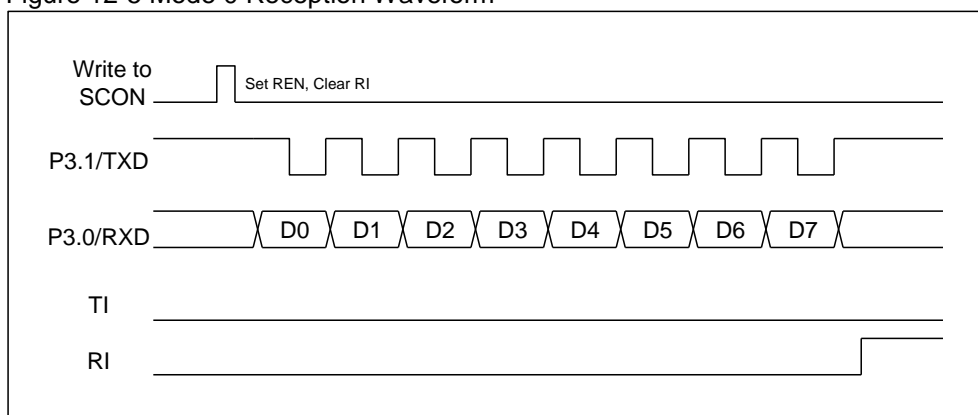 Figure 12-3 Mode 0 Reception Waveform
Write to
SCON
Set REN, Clear RI
P3.1/TXD
P3.0/RXD
D0 D1 D2 D3 D4 D5 D6 D7
TI
RI